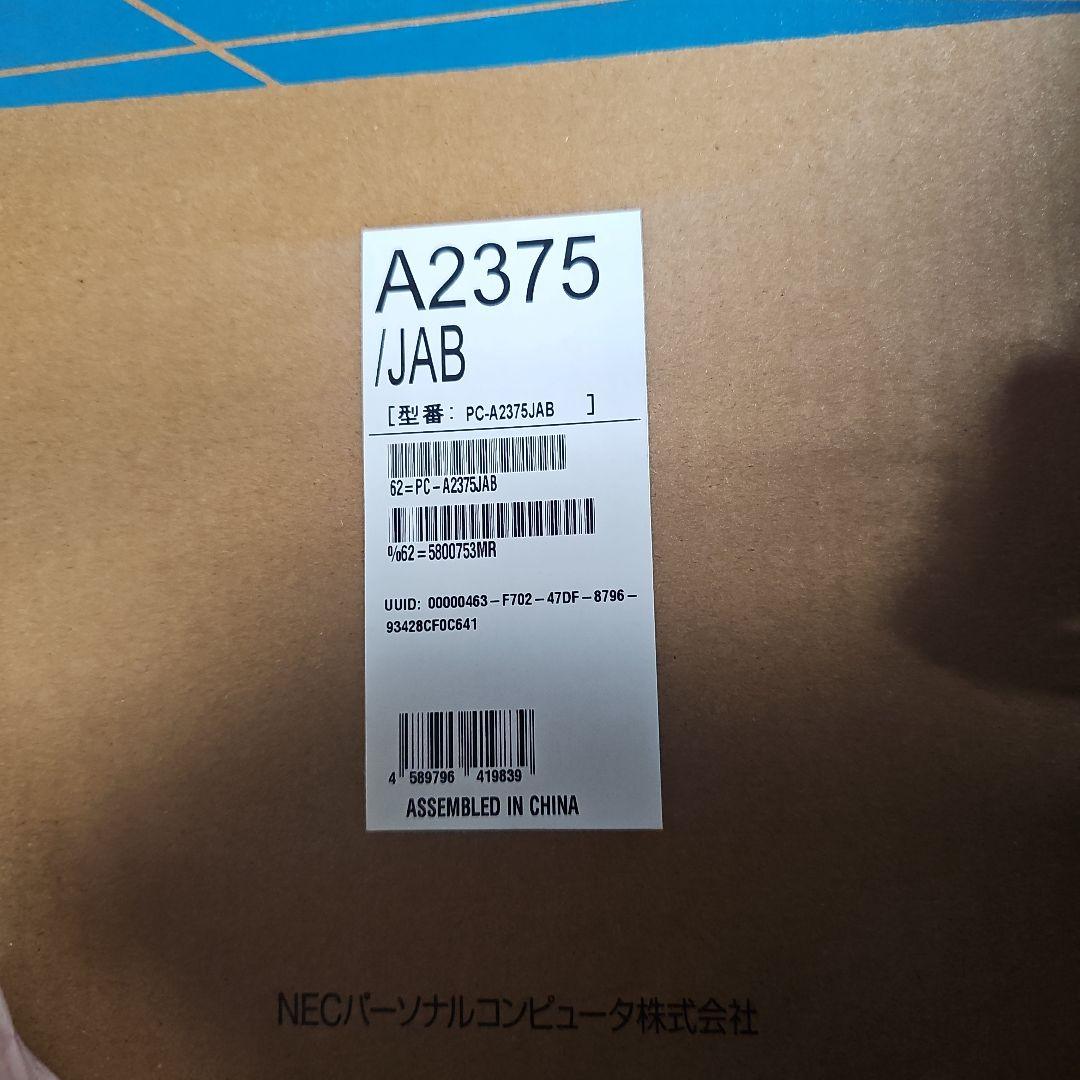 A2375
/JAB
[型番: PC-A2375JAB ]
62=PC-A2375JAB
%62=5800753MR
UUID: 00000463-F702-47DF-8796-
93428CF0C641
4 589796 419839
ASSEMBLED IN CHINA
NECパーソナルコンピュータ株式会社